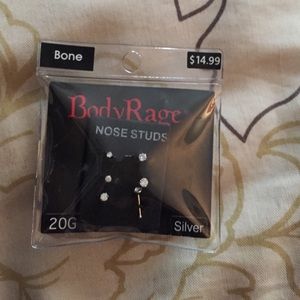 Bone
$14.99
BodyRage
NOSE STUDS
20G
Silver